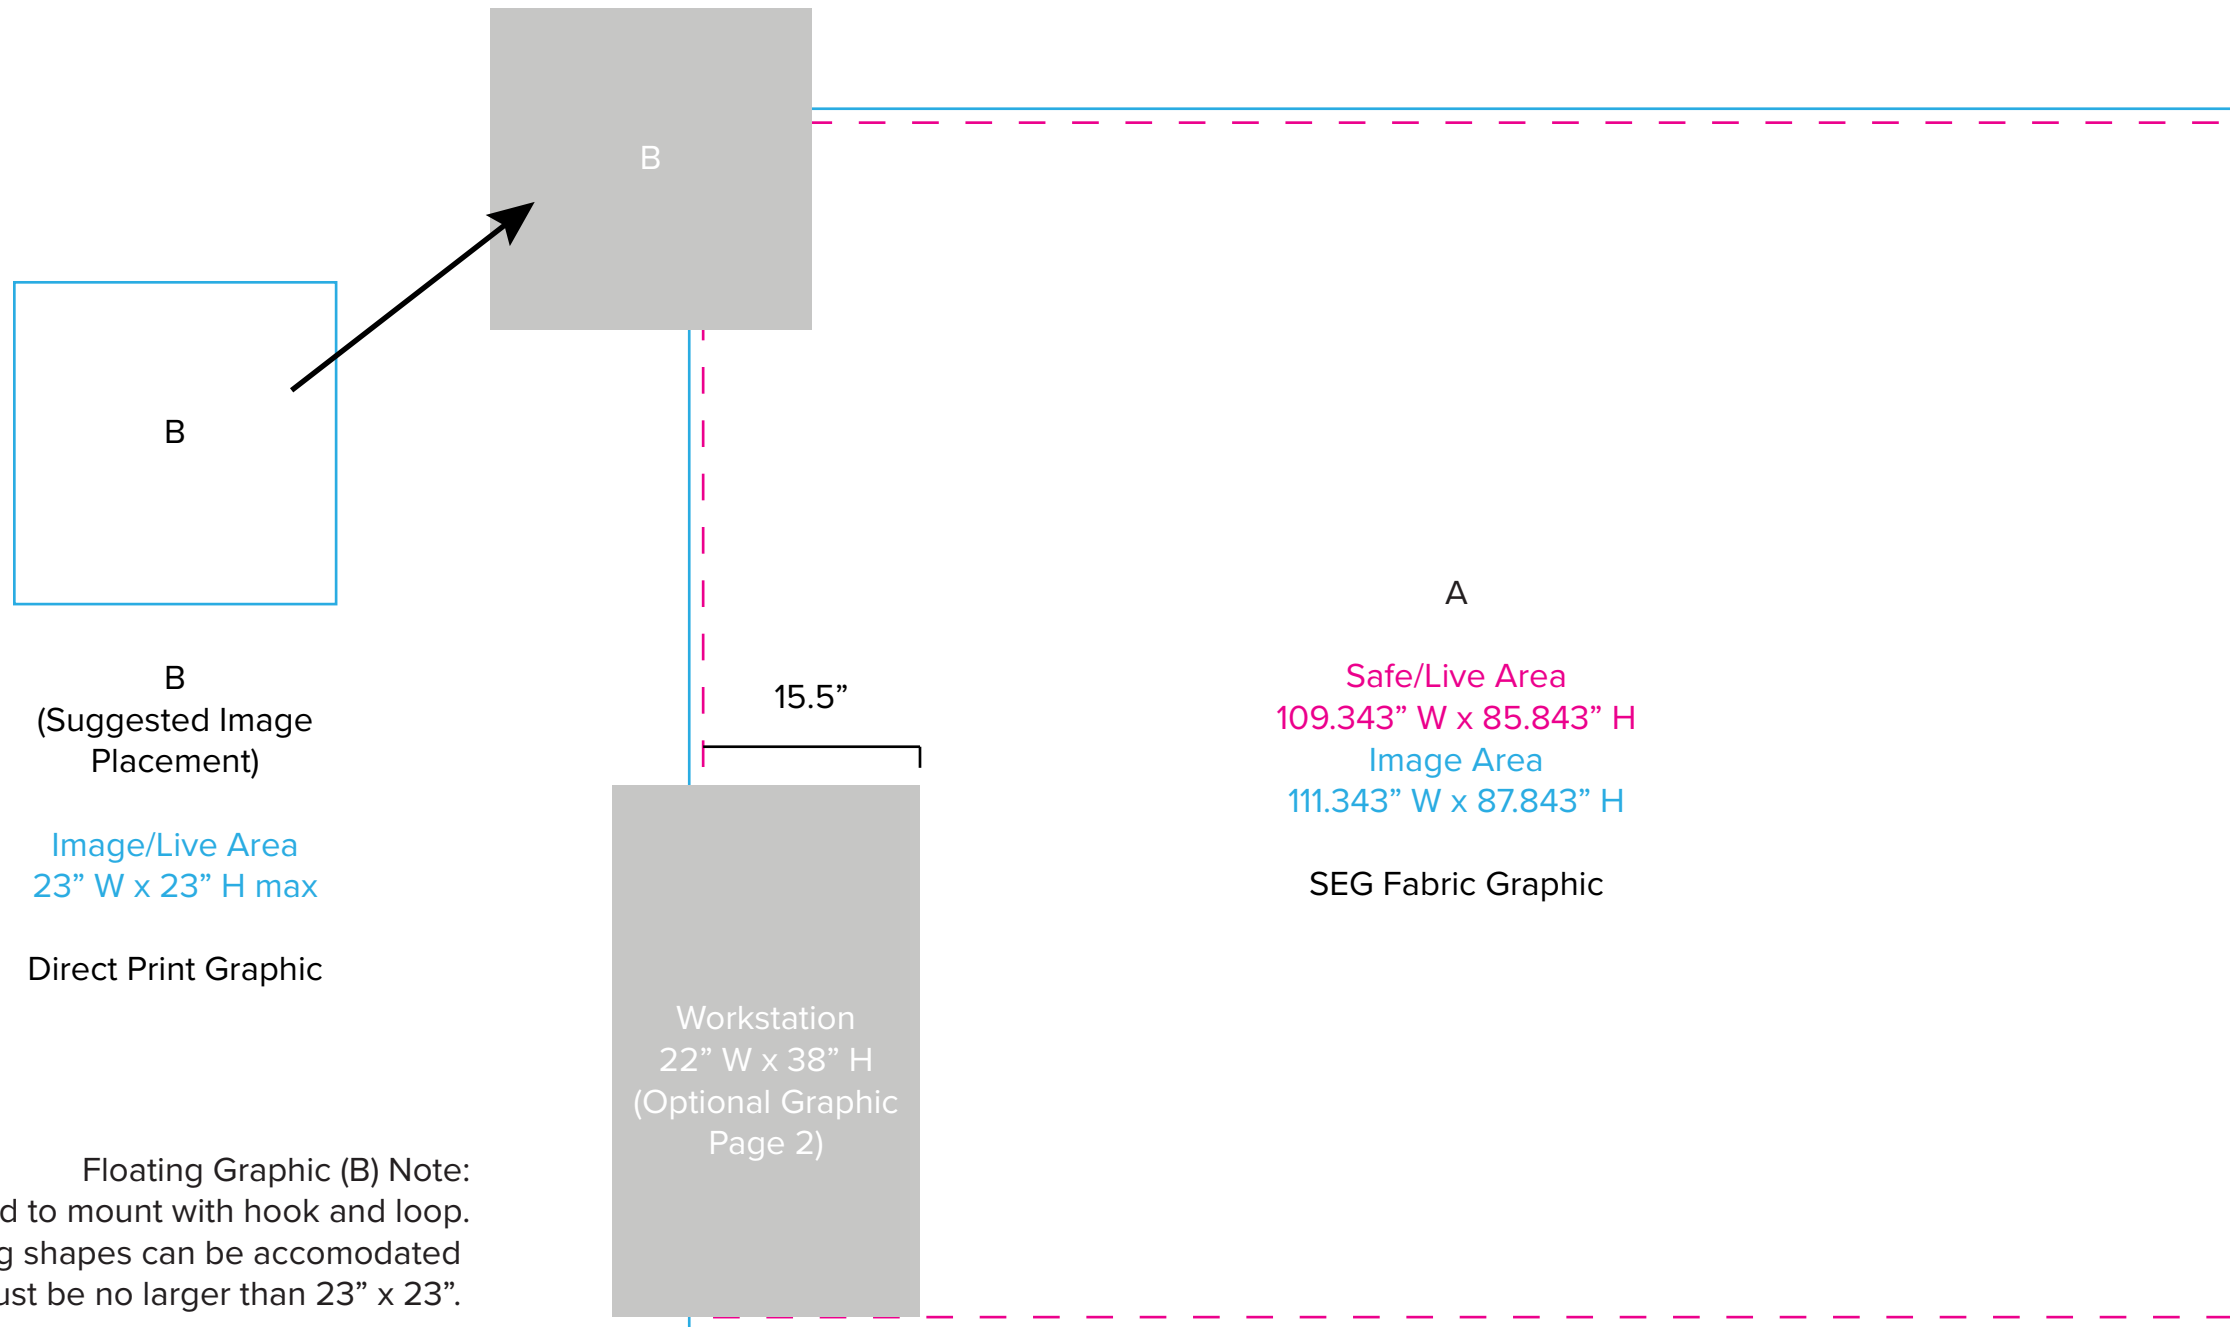 B
B
B
(Suggested Image
Placement)
Image/Live Area
23” W x 23” H max
Direct Print Graphic
15.5”
A
Safe/Live Area
109.343” W x 85.843” H
Image Area
111.343” W x 87.843” H
SEG Fabric Graphic
Workstation
22” W x 38” H
(Optional Graphic
Page 2)
Floating Graphic (B) Note:
to mount with hook and loop.
shapes can be accomodated
be no larger than 23” x 23”.